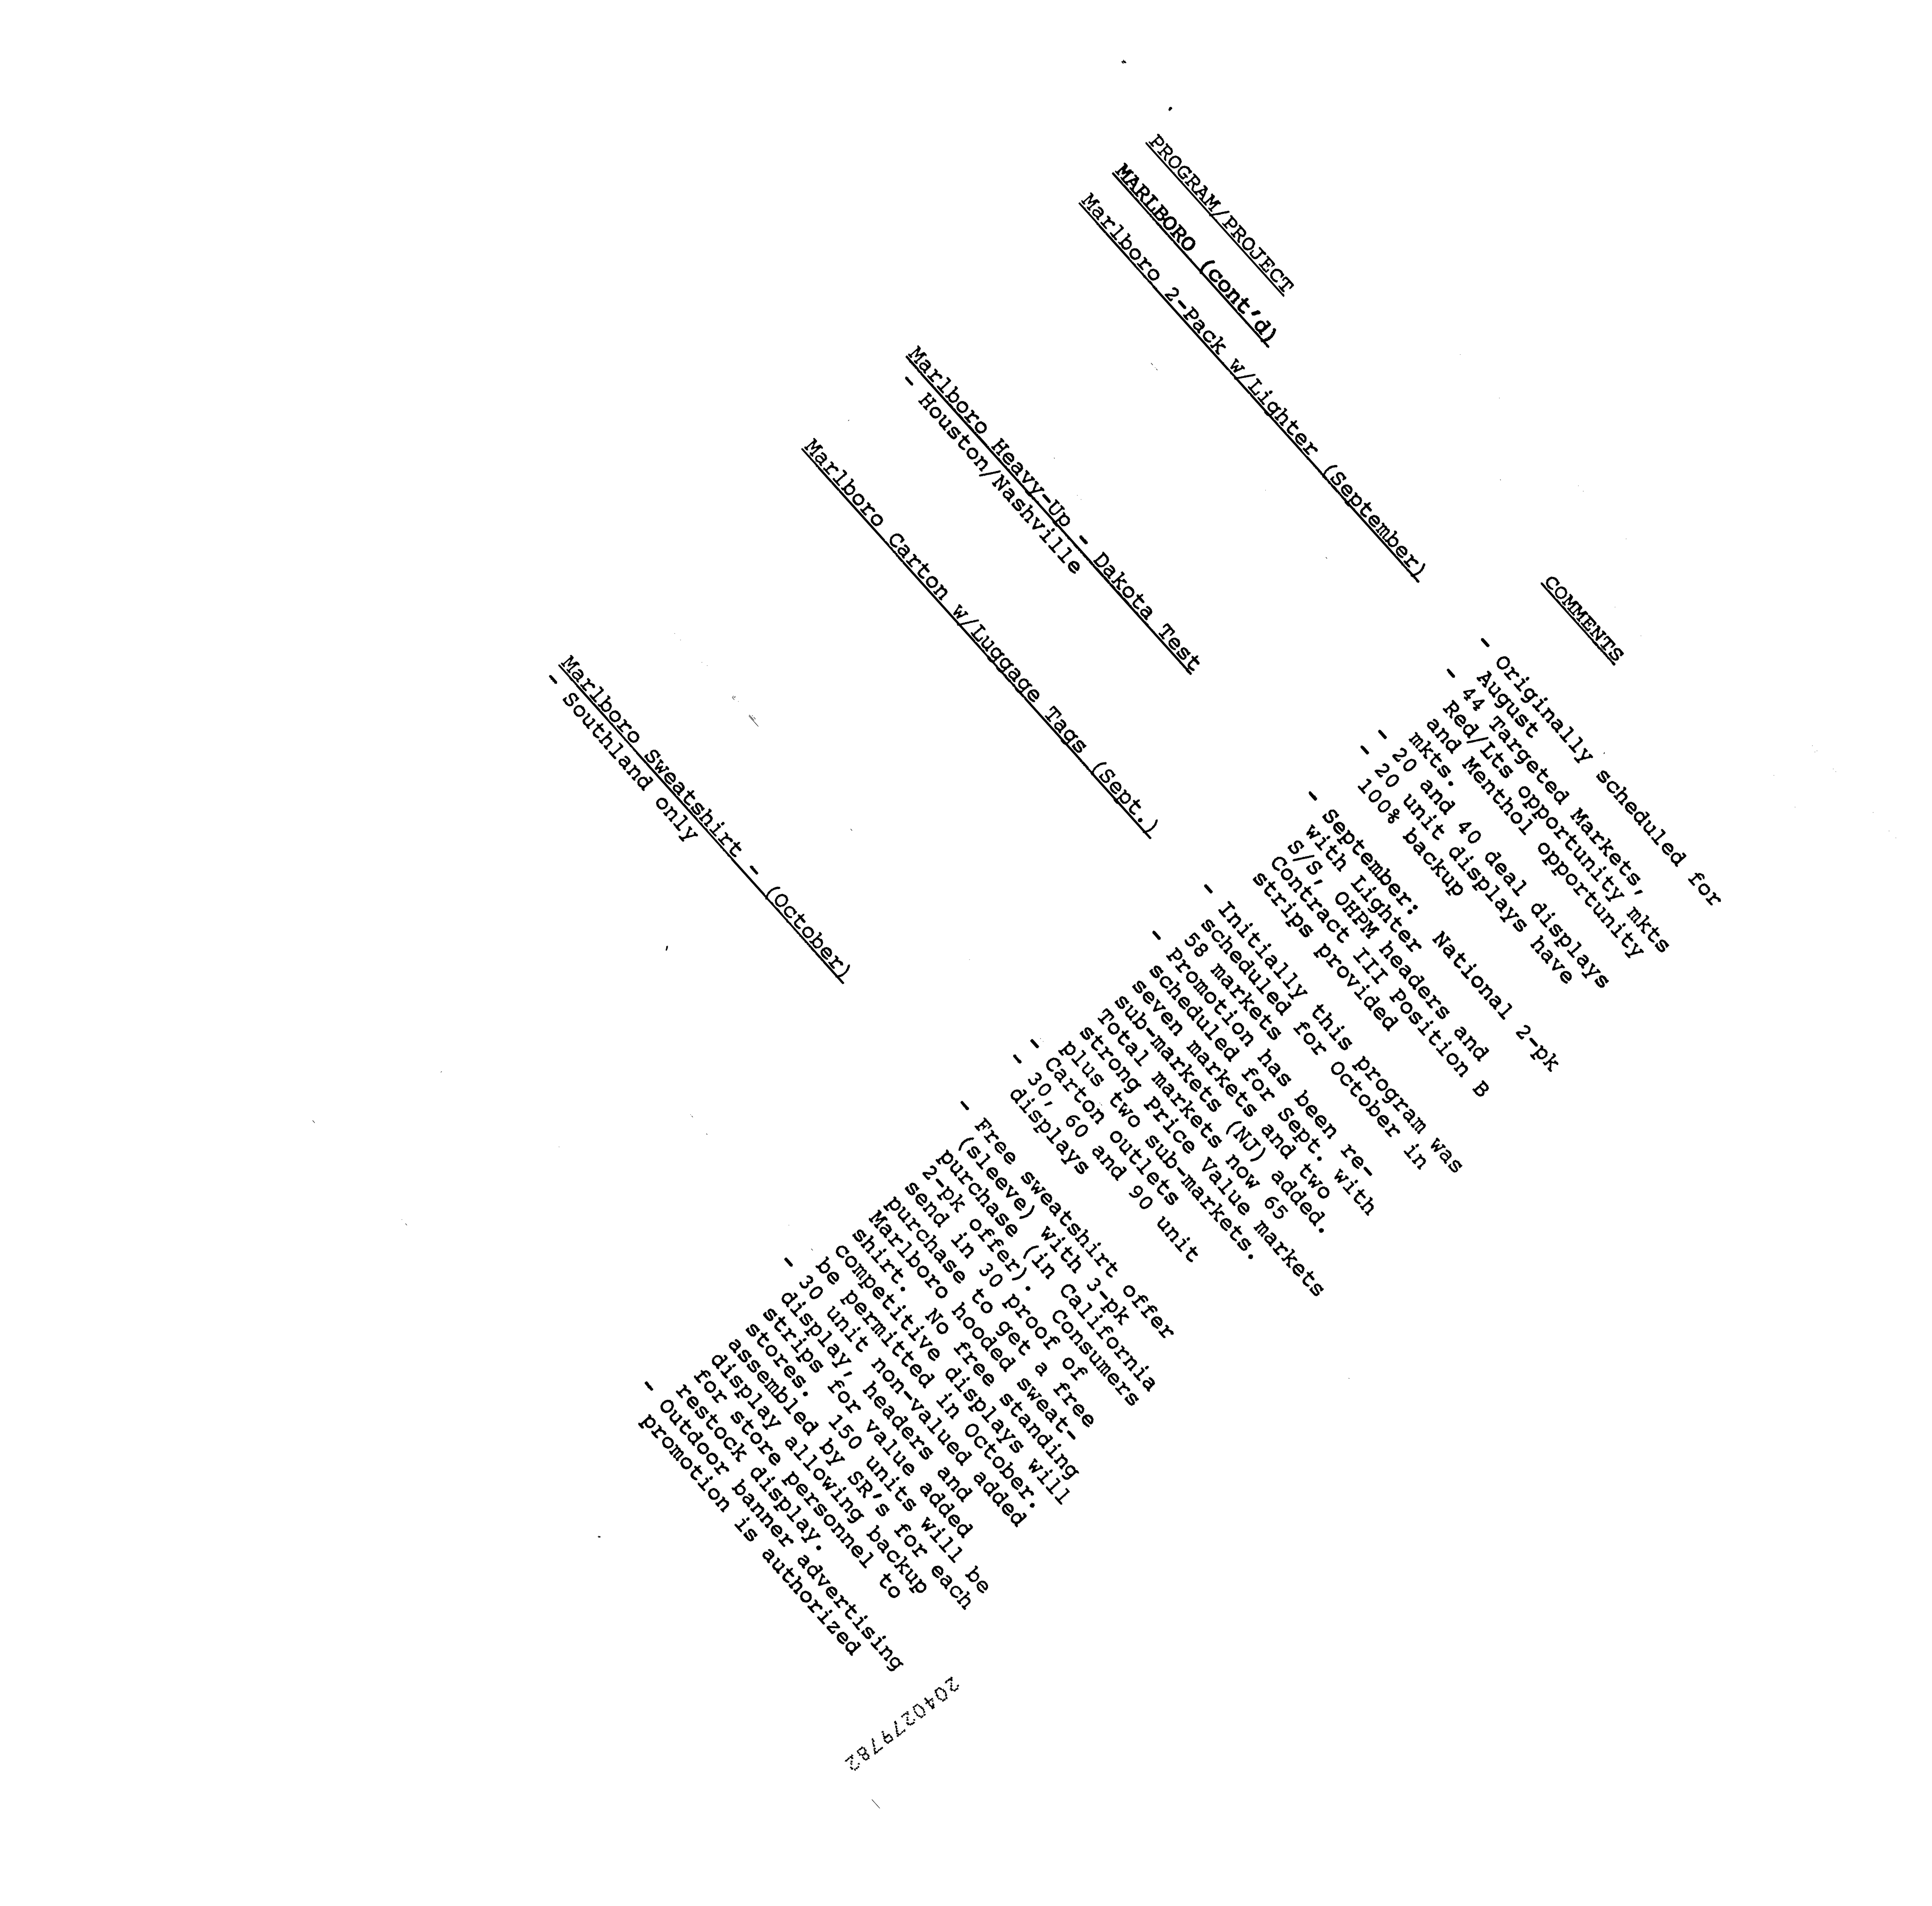 PROGRAM/PROJECT
COMMENTS
MARLBORO (cont'd)
Marlboro 2-Pack w/Lighter (September)
- Originally scheduled for
August
- 44 Targeted Markets,
Red/Lts opportunity mkts
and Menthol opportunity
mkts.
- 20 and 40 deal displays
- 20 unit displays have
100% backup
Marlboro Heavy-Up - Dakota Test
- Houston/Nashville
- September: National 2-pk
with Lighter
S/S, OHPM headers and
Contract III Position B
strips provided
Marlboro Carton w/Luggage Tags (Sept.)
- Initially this program was
scheduled for October in
58 markets
- Promotion has been re-
scheduled for Sept. with
seven markets and two
sub-markets (NJ) added.
Total markets now 65
strong Price Value markets
plus two sub-markets.
- Carton outlets
- 30, 60 and 90 unit
displays
Marlboro Sweatshirt - (October)
- Southland only
- Free sweatshirt offer
(sleeve) with 3-pk
purchase (in California
2-pk offer). Consumers
send in 30 proof of
purchase to get a free
Marlboro hooded sweat-
shirt. No free standing
competitive displays will
be permitted in October.
- 30 unit non-valued added
display, headers and
strips for value added
stores. 150 units will be
assembled by SR's for each
display allowing backup
for store personnel to
restock display.
- Outdoor banner advertising
promotion is authorized
2040279782